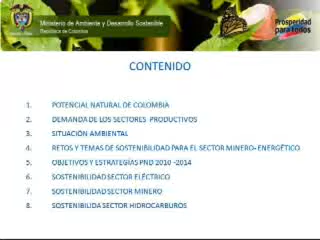 Ministerio de Ambiente y Desarrollo Sostenible
República de Colombia
Prosperidad
para todos
CONTENIDO
1. POTENCIAL NATURAL DE COLOMBIA
2. DEMANDA DE LOS SECTORES PRODUCTIVOS
3. SITUACIÓN AMBIENTAL
4. RETOS Y TEMAS DE SOSTENIBILIDAD PARA EL SECTOR MINERO- ENERGÉTICO
5. OBJETIVOS Y ESTRATEGÍAS PND 2010 -2014
6. SOSTENIBILIDAD SECTOR ELÉCTRICO
7. SOSTENIBILIDAD SECTOR MINERO
8. SOSTENIBILIDA SECTOR HIDROCARBUROS